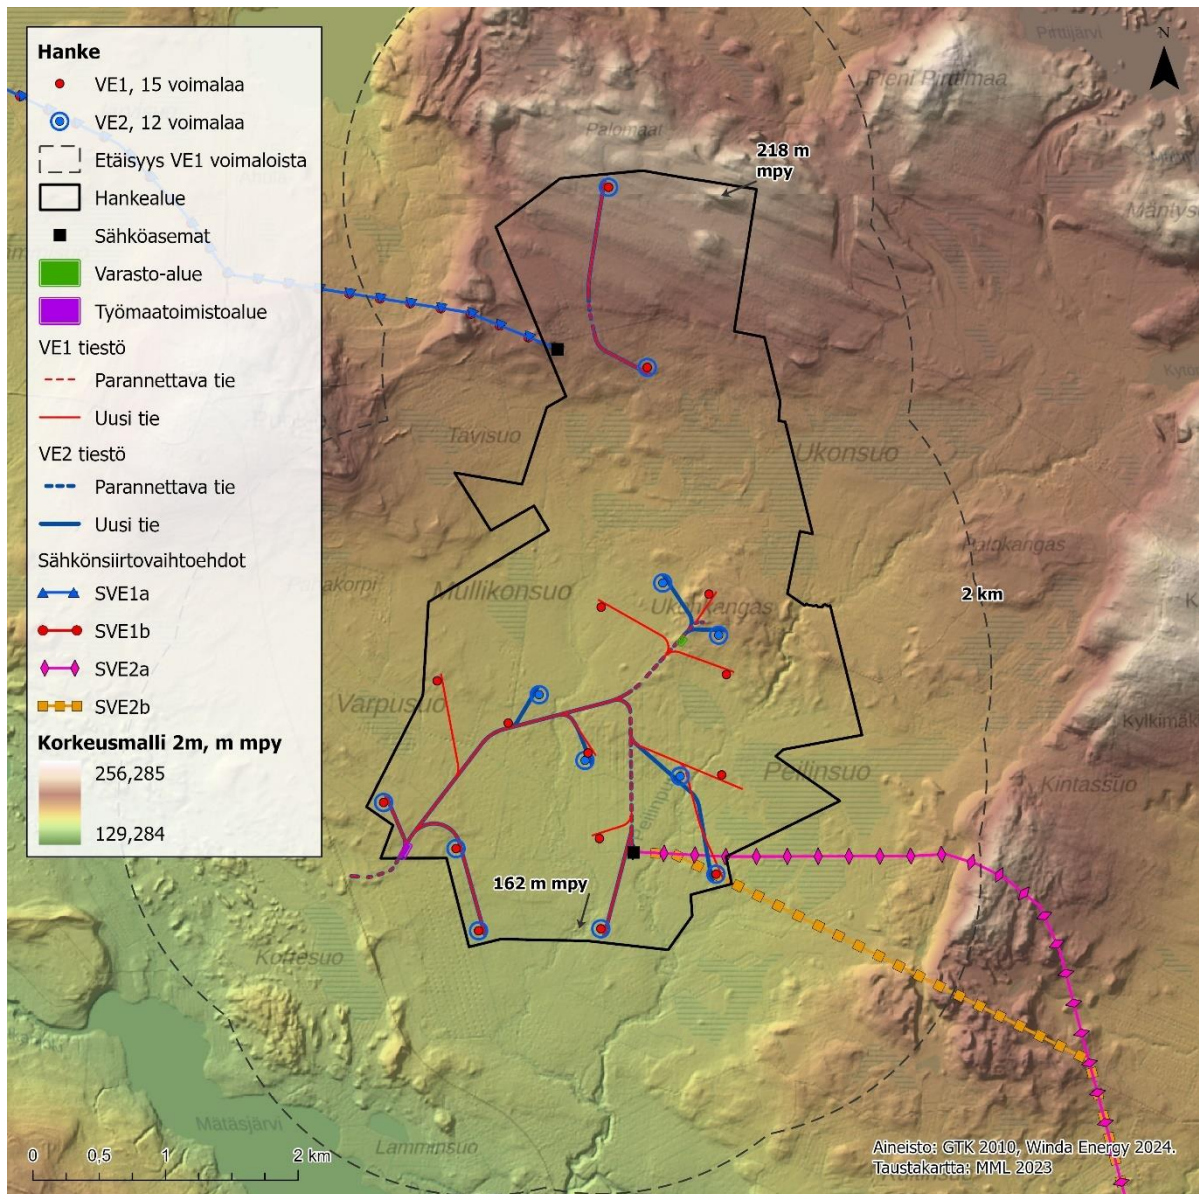 Hanke
VE1, 15 voimalaa
VE2, 12 voimalaa
Etäisyys VE1 voimaloista
Hankealue
Sähköasemat
Varasto-alue
Työmaatoimistoalue
VE1 tiestö
Parannettava tie
Uusi tie
VE2 tiestö
Parannettava tie
Uusi tie
Sähkönsiirtovaihtoehdot
SVE1a
SVE1b
SVE2a
SVE2b
Korkeusmalli 2m, m mpy
256,285
129,284
N
Pirttijärvi
Pieni Pirttimaa
Palomaat
218 m
mpy
Tavisuo
Ukonsuo
Mullikonsuo
2 km
Varpusuo
Peilinsuo
Kintassuo
162 m mpy
Mätäsjärvi
Lamminsuo
0 0,5 1 2 km
Aineisto: GTK 2010, Winda Energy 2024.
Taustakartta: MML 2023